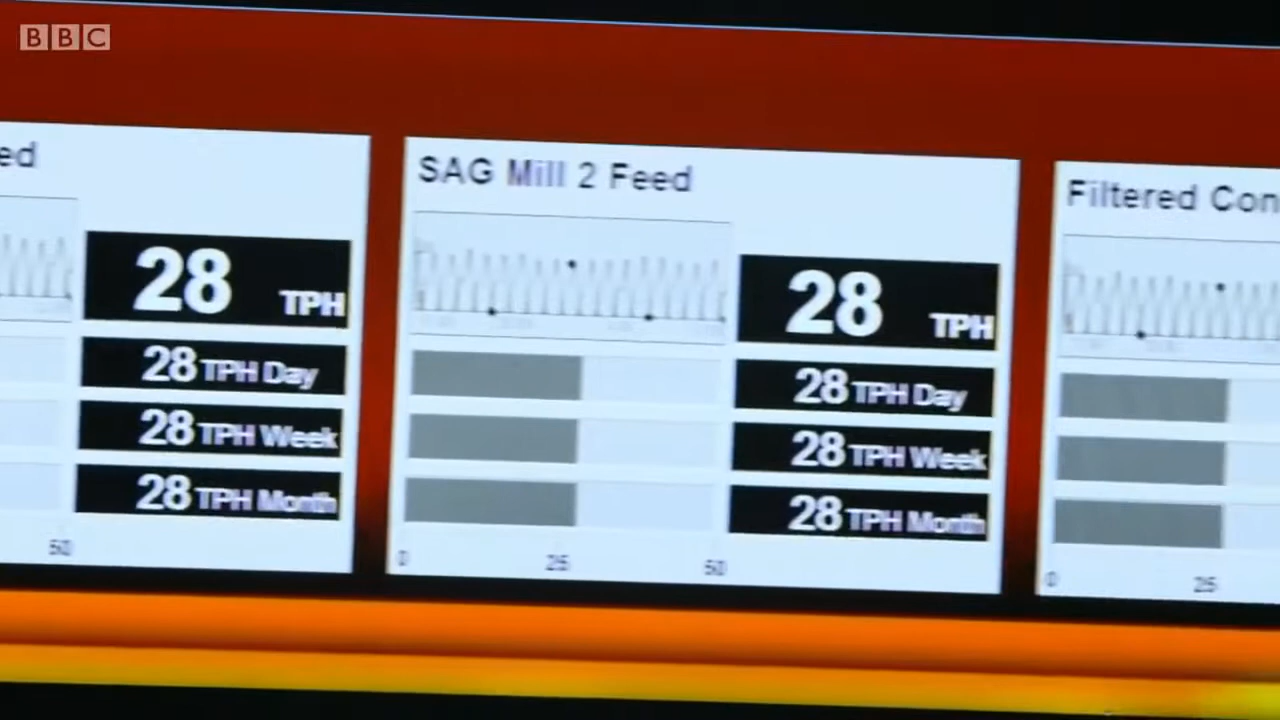 BBC
ed
28 TPH
28 TPH Day
28 TPH Week
28 TPH Month
50
SAG Mill 2 Feed
28 TPH
28 TPH Day
28 TPH Week
28 TPH Month
0 25 50
Filtered Con
0 25